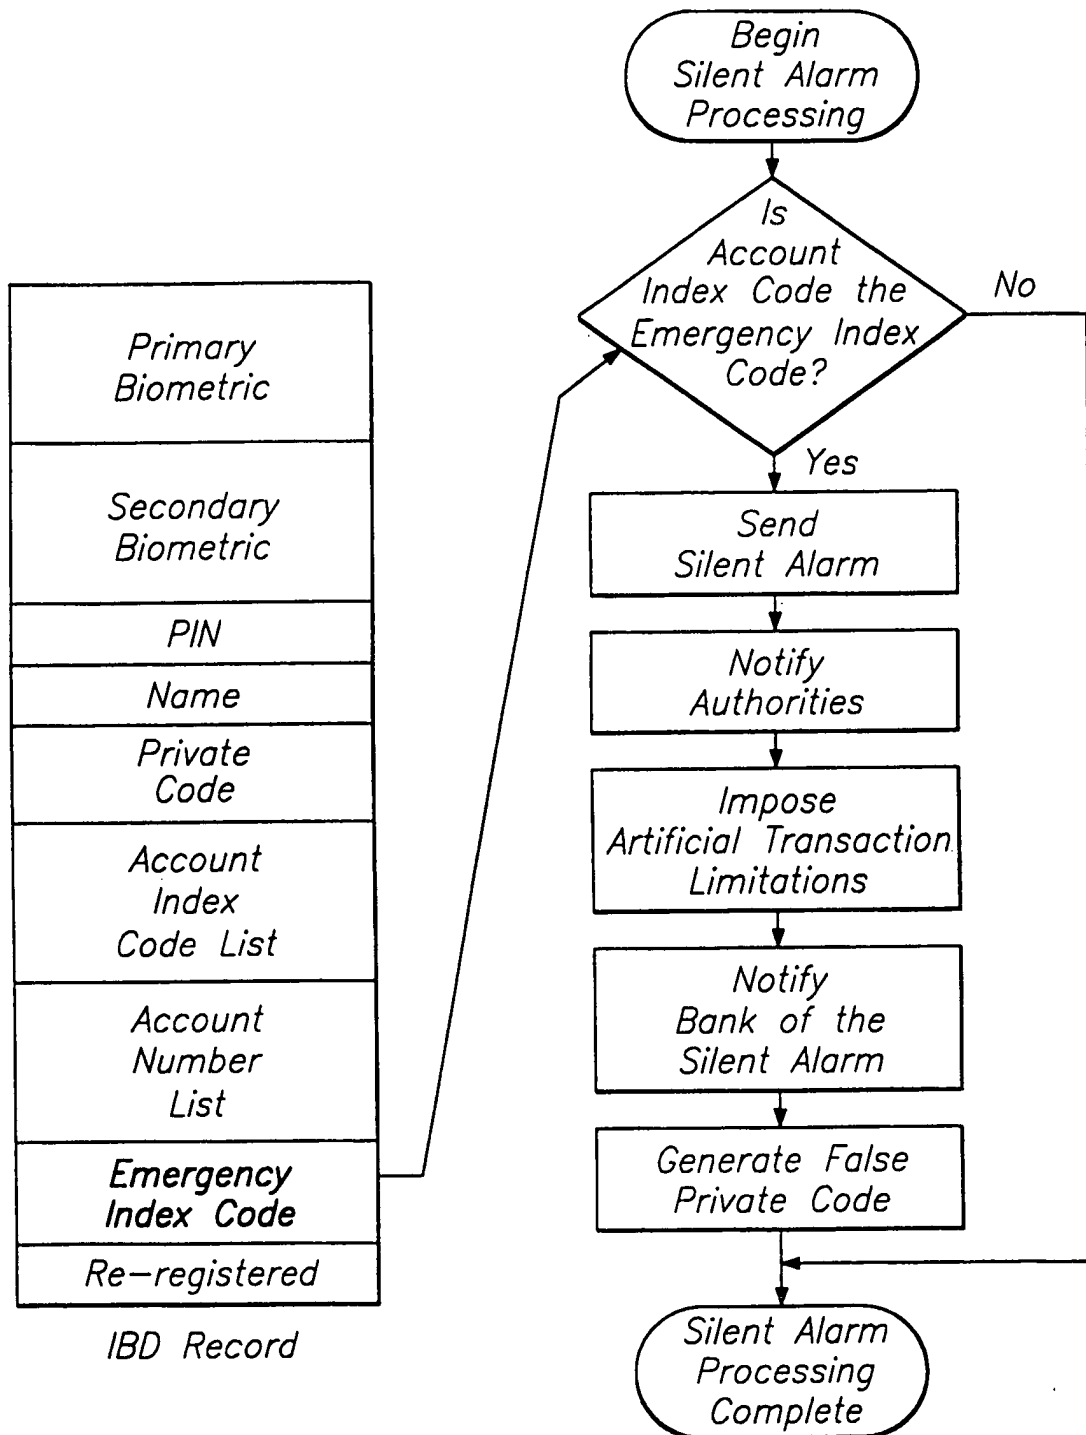 Begin
Silent Alarm
Processing
Is
Account
Index Code the
Emergency Index
Code?
No
Yes
Send
Silent Alarm
Notify
Authorities
Impose
Artificial Transaction
Limitations
Notify
Bank of the
Silent Alarm
Generate False
Private Code
Silent Alarm
Processing
Complete
Primary
Biometric
Secondary
Biometric
PIN
Name
Private
Code
Account
Index
Code List
Account
Number
List
Emergency
Index Code
Re-registered
IBD Record